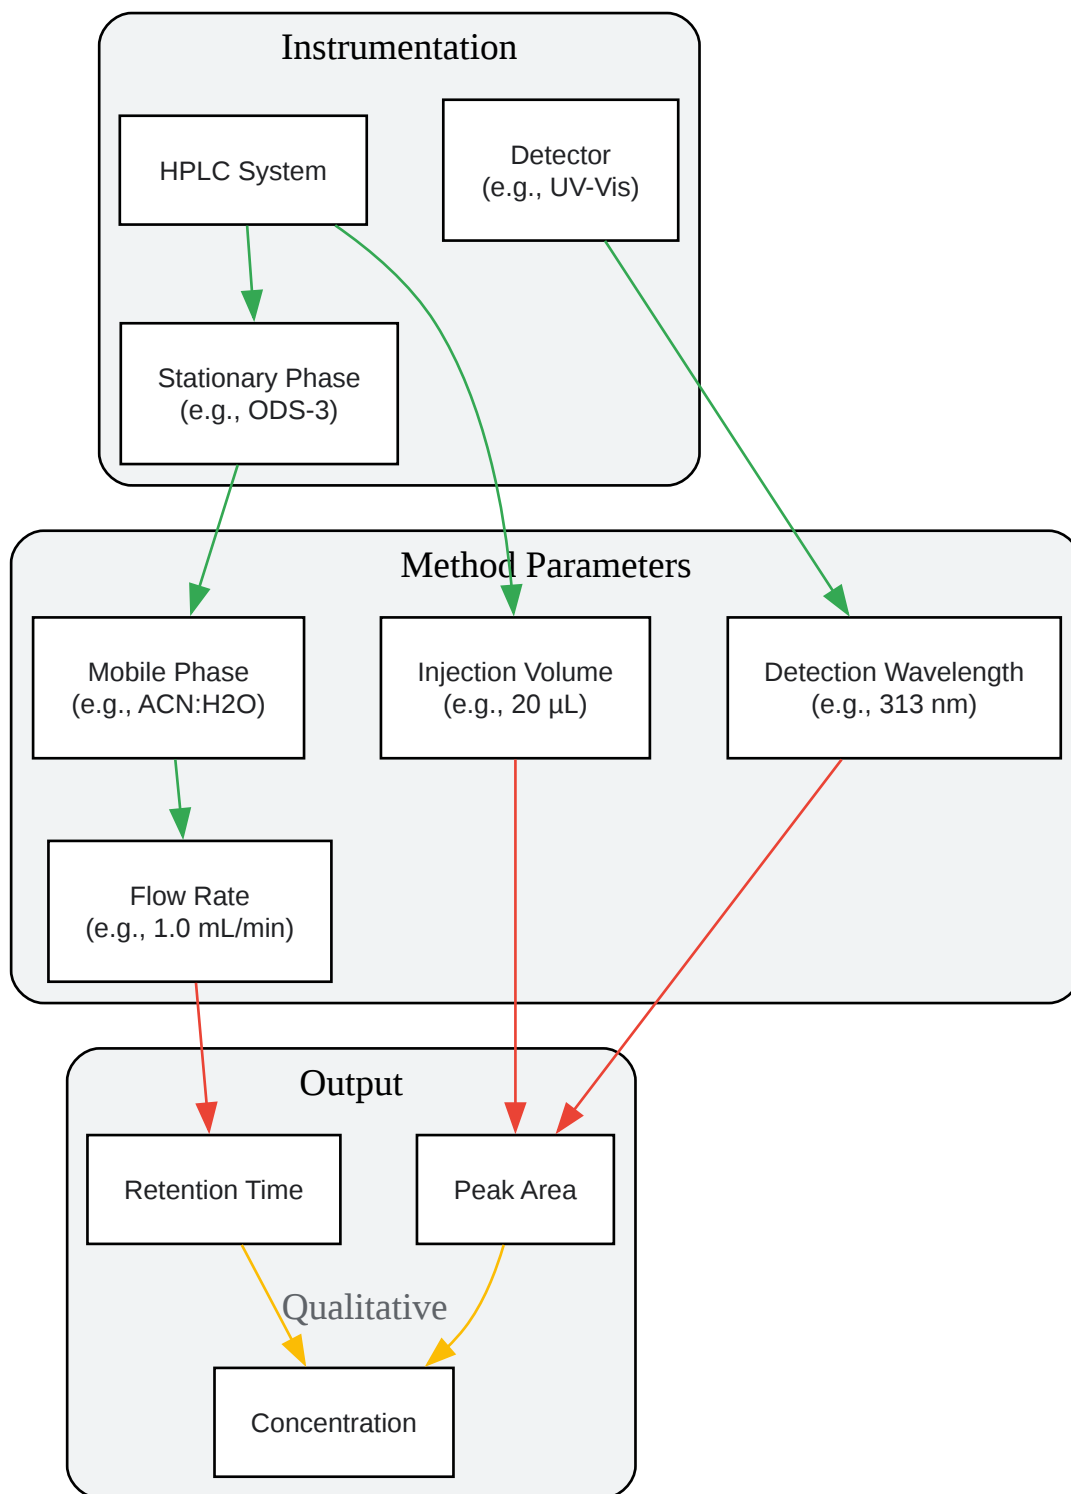 Instrumentation
HPLC System
Detector
(e.g., UV-Vis)
Stationary Phase
(e.g., ODS-3)
Method Parameters
Mobile Phase
(e.g., ACN:H2O)
Injection Volume
(e.g., 20 µL)
Detection Wavelength
(e.g., 313 nm)
Flow Rate
(e.g., 1.0 mL/min)
Output
Retention Time
Peak Area
Qualitative
Concentration